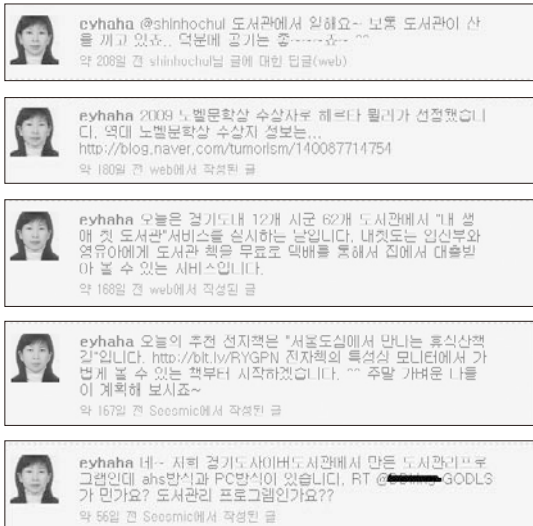 eyhaha @shinhochul 도서관에서 일해요~ 보통 도서관이 산
을 끼고 있죠.. 덕분에 공기는 좋~~~~죠~ ^^
약 208일 전 shinhochul님 글에 대한 답글(web)
eyhaha 2009 노벨문학상 수상자로 헤르타 뮐러가 선정됐습니
다. 역대 노벨문학상 수상자 정보는...
http://blog.naver.com/tumorism/140087714754
약 180일 전 web에서 작성된 글
eyhaha 오늘은 경기도내 12개 시군 62개 도서관에서 "내 생
애 첫 도서관"서비스를 실시하는 날입니다. 내첫도는 임신부와
영유아에게 도서관 책을 무료로 택배를 통해서 집에서 대출받
아 볼 수 있는 서비스입니다.
약 168일 전 web에서 작성된 글
eyhaha 오늘의 추천 전자책은 "서울도심에서 만나는 휴식산책
길"입니다. http://bit.ly/RYGPN 전자책의 특성상 모니터에서 가
볍게 볼 수 있는 책부터 시작하겠습니다. ^^ 주말 가벼운 나들
이 계획해 보시죠~
약 167일 전 Seesmic에서 작성된 글
eyhaha 네~ 저희 경기도사이버도서관에서 만든 도서관리프로
그램인데 ahs방식과 PC방식이 있습니다. RT GODLS
가 뭔가요? 도서관리 프로그램인가요??
약 56일 전 Seesmic에서 작성된 글